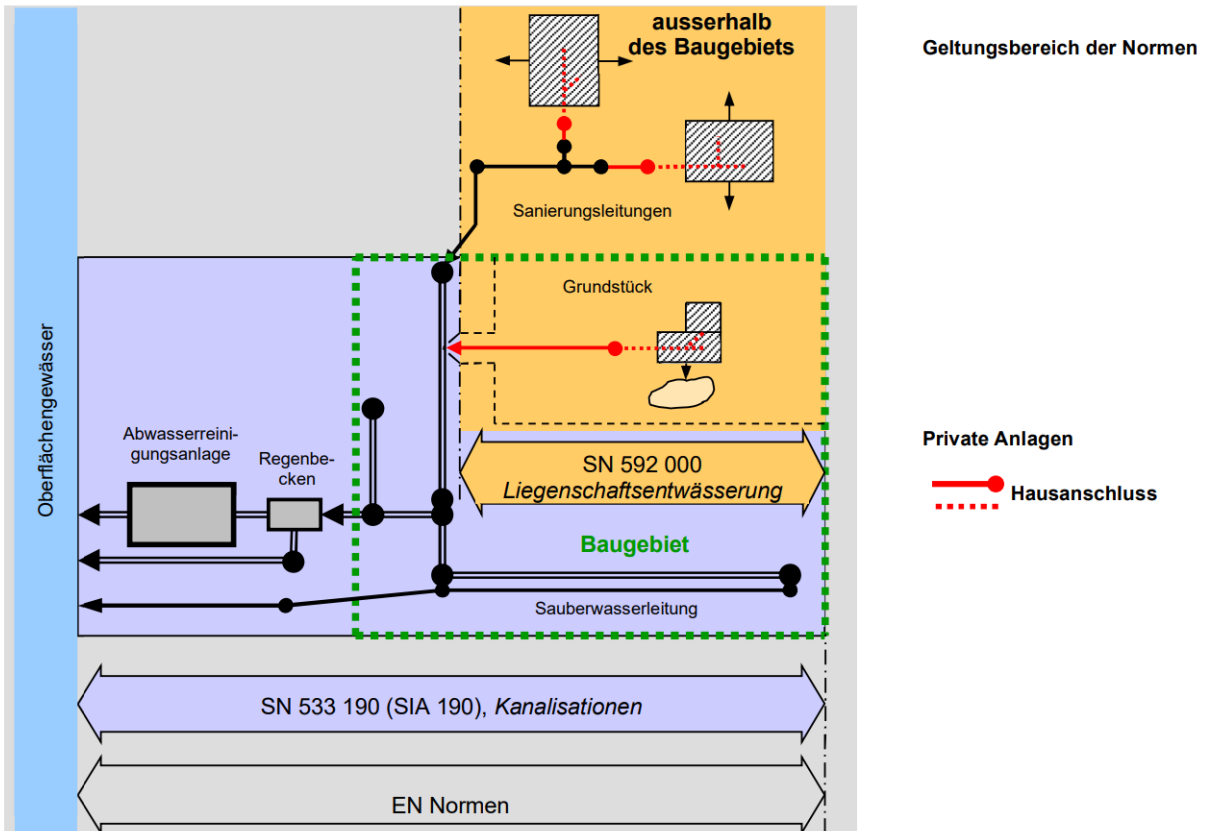 ausserhalb
des Baugebiets
Geltungsbereich der Normen
Sanierungsleitungen
Grundstück
Oberflächengewässer
Abwasserreini-
gungsanlage
Regenbe-
cken
SN 592 000
Liegenschaftsentwässerung
Private Anlagen
Hausanschluss
Baugebiet
Sauberwasserleitung
SN 533 190 (SIA 190), Kanalisationen
EN Normen